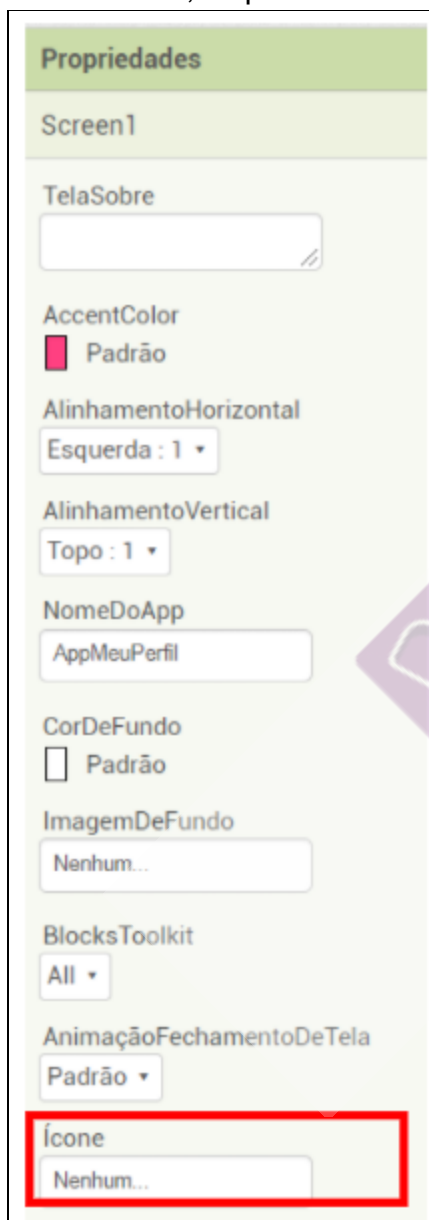 Propriedades
Screen1
TelaSobre
AccentColor
Padrão
AlinhamentoHorizontal
Esquerda : 1
AlinhamentoVertical
Topo : 1
NomeDoApp
AppMeuPerfil
CorDeFundo
Padrão
ImagemDeFundo
Nenhum...
BlocksToolkit
All
AnimaçãoFechamentoDeTela
Padrão
Ícone
Nenhum...